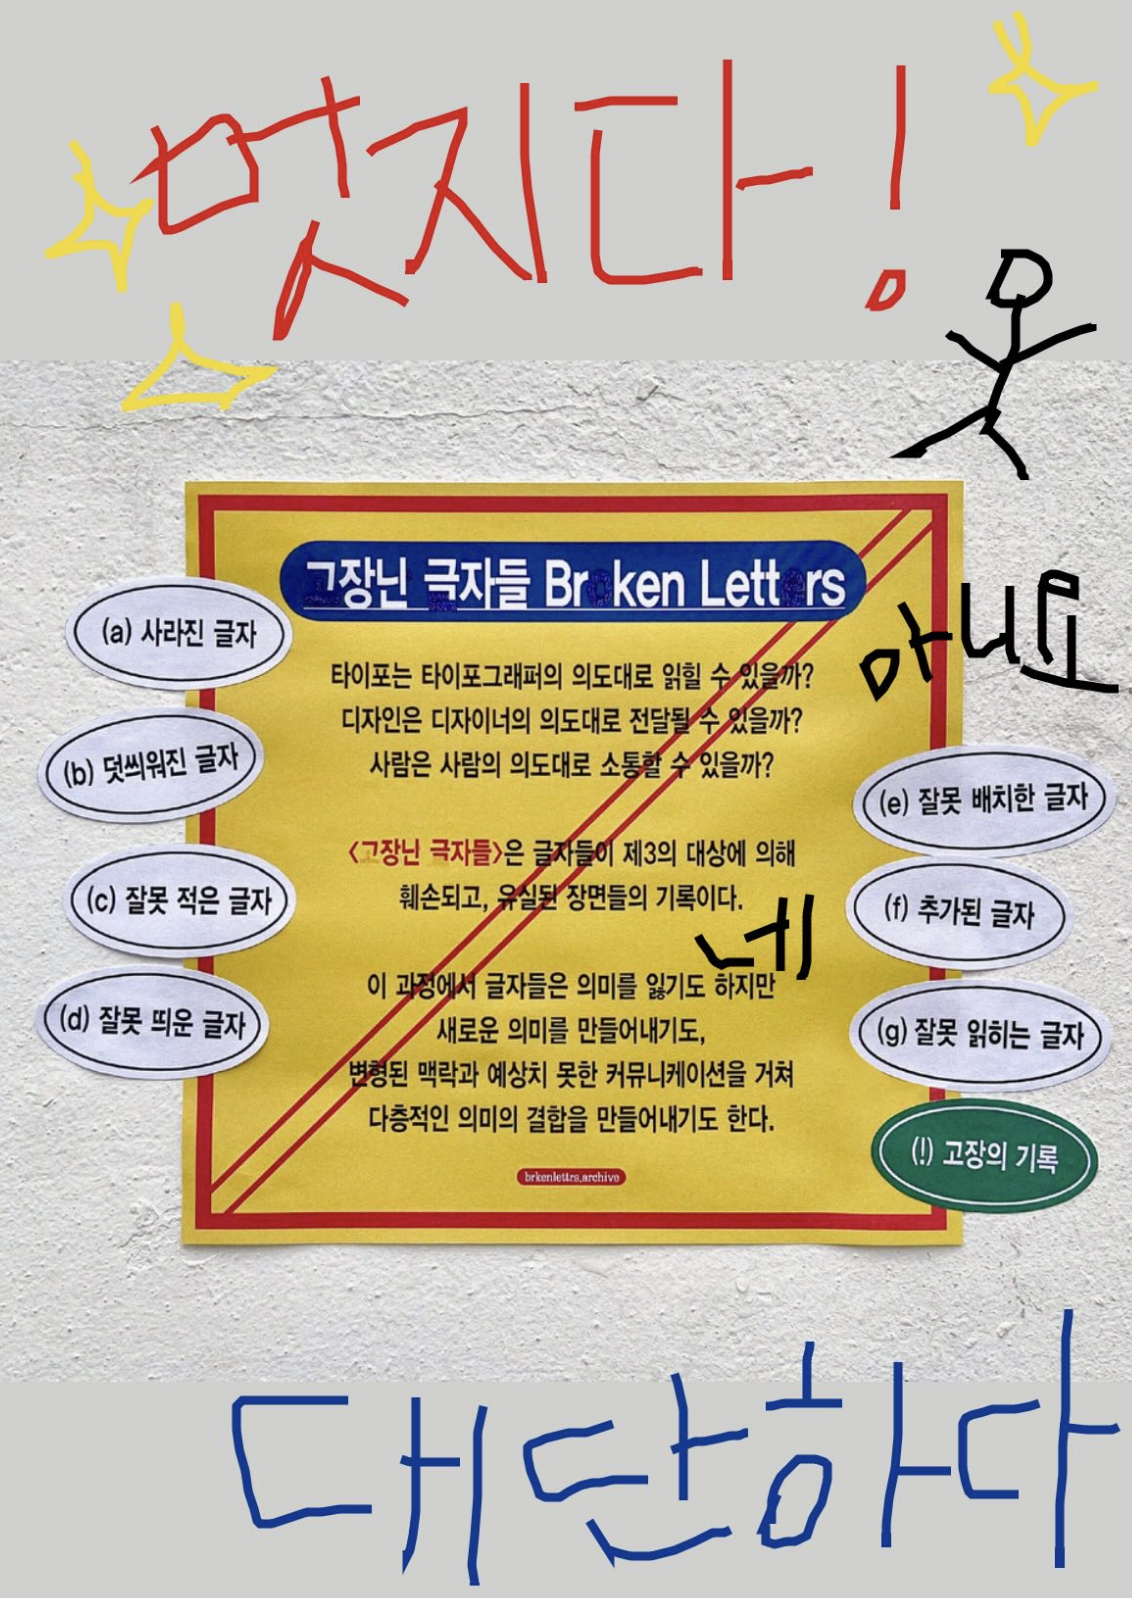 멋지다!
그장닌 글자들 Broken Letters
(a) 사라진 글자
타이포는 타이포그래퍼의 의도대로 읽힐 수 있을까?
디자인은 디자이너의 의도대로 전달될 수 있을까?
사람은 사람의 의도대로 소통할 수 있을까?
아뇨
(b) 덧씌워진 글자
(e) 잘못 배치한 글자
<고장닌 글자들>은 글자들이 제3의 대상에 의해
훼손되고, 유실된 장면들의 기록이다.
네
(c) 잘못 적은 글자
(f) 추가된 글자
이 과정에서 글자들은 의미를 잃기도 하지만
새로운 의미를 만들어내기도,
변형된 맥락과 예상치 못한 커뮤니케이션을 거쳐
다층적인 의미의 결합을 만들어내기도 한다.
(d) 잘못 띄운 글자
(g) 잘못 읽히는 글자
(!) 고장의 기록
brkenlettrs.archive
대단하다